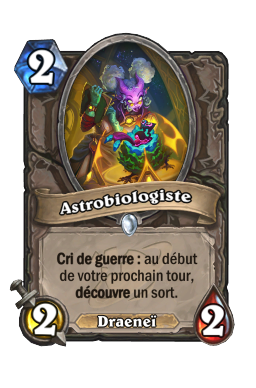 2
Astrobiologiste
Cri de guerre : au début
de votre prochain tour,
découvre un sort.
2
Draeneï
2